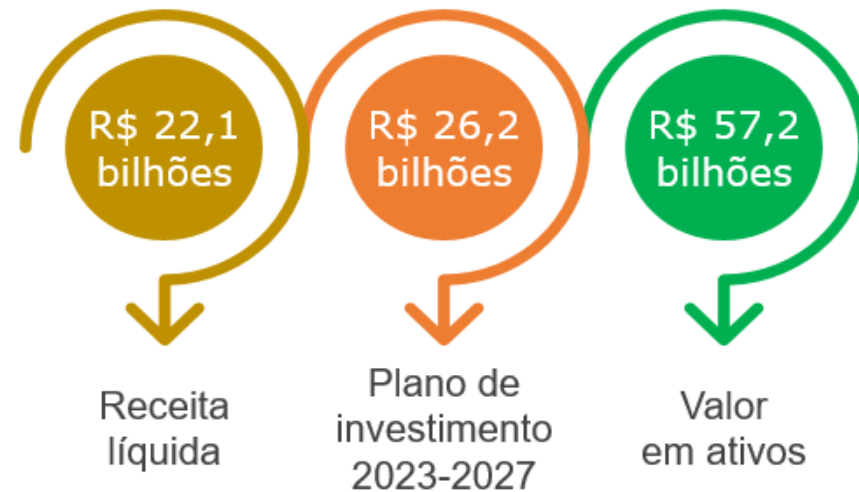 R$ 22,1
bilhões
R$ 26,2
bilhões
R$ 57,2
bilhões
Receita
líquida
Plano de
investimento
2023-2027
Valor
em ativos